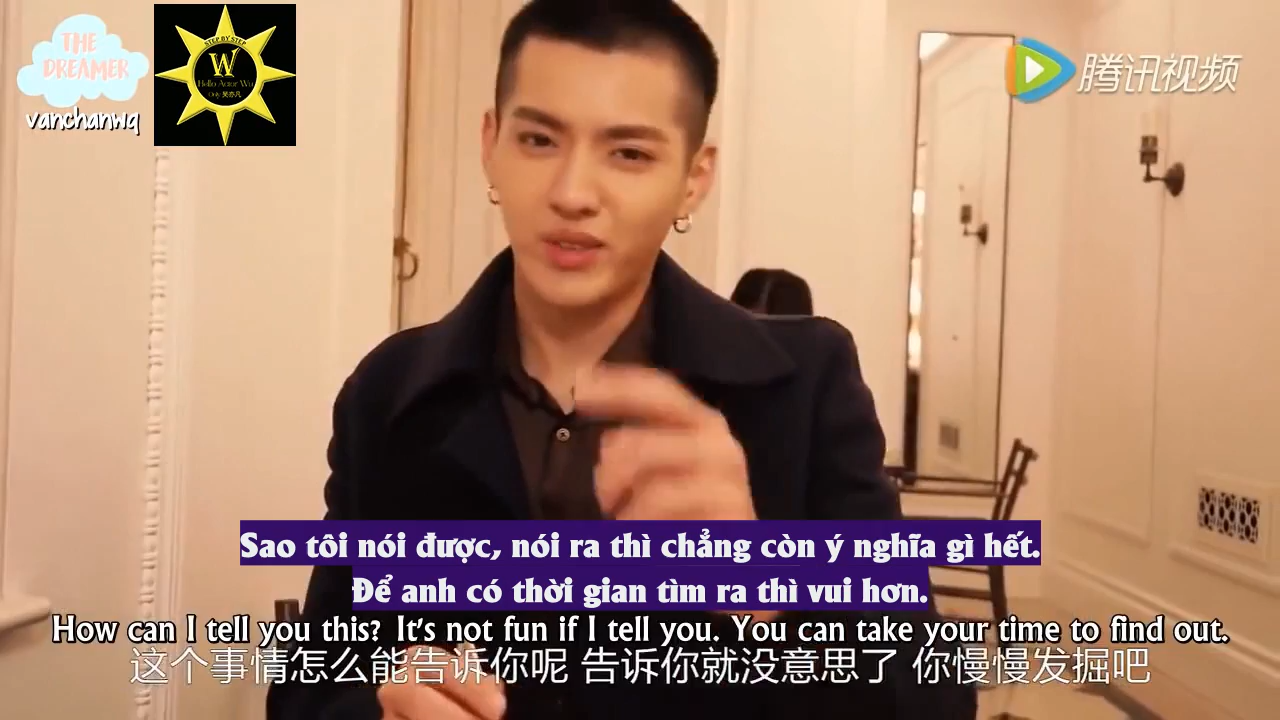 THE
DREAMER
vanchanwq
STEP BY STEP
W
Hello Actor Wu
Only 吴亦凡
腾讯视频
Sao tôi nói được, nói ra thì chẳng còn ý nghĩa gì hết.
Để anh có thời gian tìm ra thì vui hơn.
How can I tell you this? It's not fun if I tell you. You can take your time to find out.
这个事情怎么能告诉你呢 告诉你就没意思了 你慢慢发掘吧